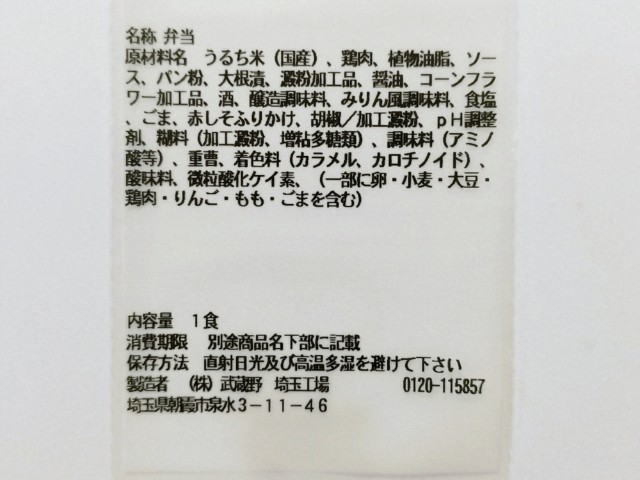 名称 弁当
原材料名 うるち米（国産）、鶏肉、植物油脂、ソー
ス、パン粉、大根漬、澱粉加工品、醤油、コーンフラ
ワー加工品、酒、醸造調味料、みりん風調味料、食塩
、ごま、赤しそふりかけ、胡椒／加工澱粉、ｐＨ調整
剤、糊料（加工澱粉、増粘多糖類）、調味料（アミノ
酸等）、重曹、着色料（カラメル、カロチノイド）、
酸味料、微粒酸化ケイ素、（一部に卵・小麦・大豆・
鶏肉・りんご・もも・ごまを含む）
内容量 １食
消費期限 別途商品名下部に記載
保存方法 直射日光及び高温多湿を避けて下さい
製造者 （株）武蔵野 埼玉工場 0120-115857
埼玉県朝霞市泉水３－１１－４６